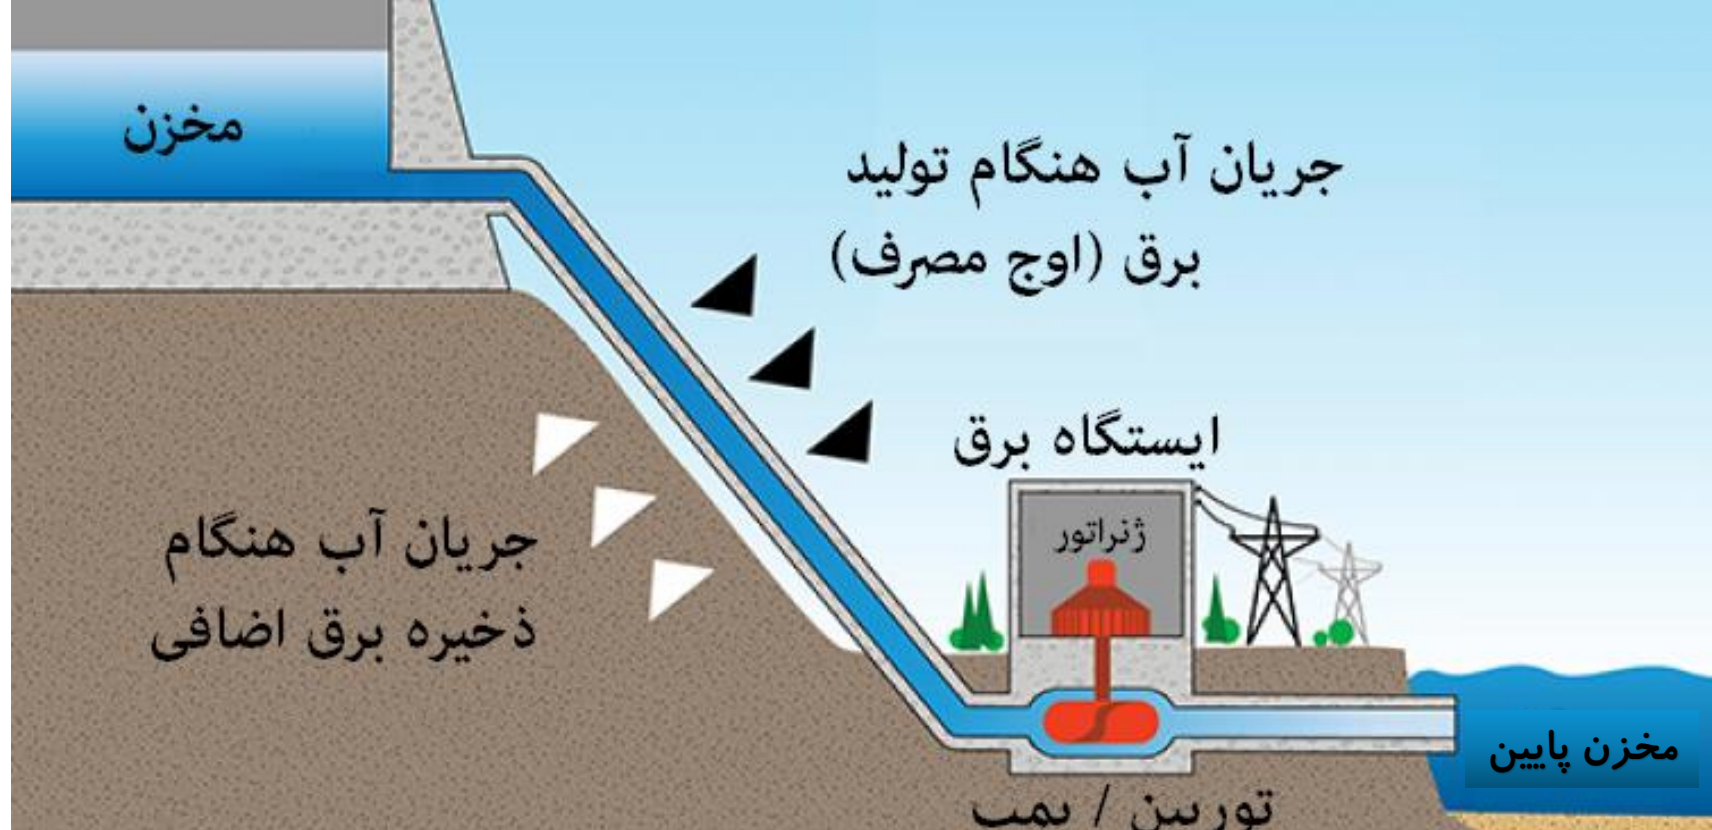 مخزن
جریان آب هنگام تولید
برق (اوج مصرف)
ایستگاه برق
ژنراتور
جریان آب هنگام
ذخیره برق اضافی
مخزن پایین
توربین / پمپ